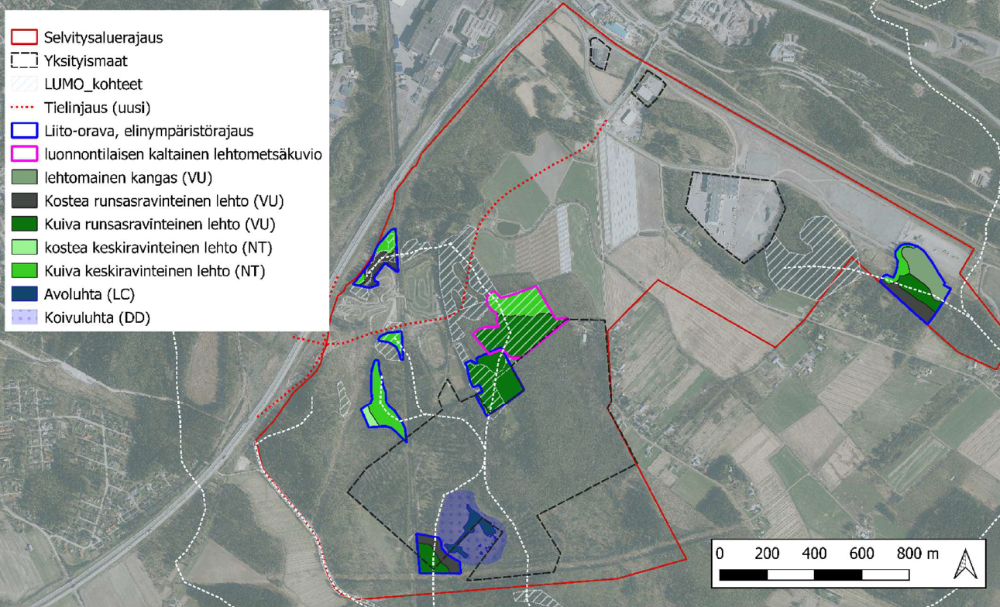 Selvitysaluerajaus
Yksityismaat
LUMO_kohteet
Tielinjaus (uusi)
Liito-orava, elinympäristörajaus
luonnontilaisen kaltainen lehtometsäkuvio
lehtomainen kangas (VU)
Kostea runsasravinteinen lehto (VU)
Kuiva runsasravinteinen lehto (VU)
kostea keskiravinteinen lehto (NT)
Kuiva keskiravinteinen lehto (NT)
Avoluhta (LC)
Koivuluhta (DD)
0 200 400 600 800 m